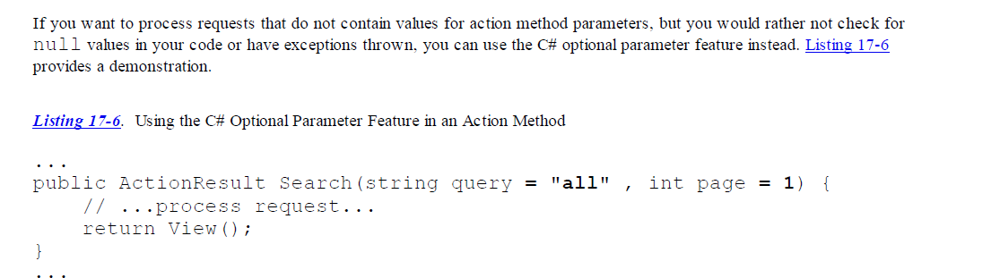 If you want to process requests that do not contain values for action method parameters, but you would rather not check for
null values in your code or have exceptions thrown, you can use the C# optional parameter feature instead. Listing 17-6
provides a demonstration.
Listing 17-6. Using the C# Optional Parameter Feature in an Action Method
...
public ActionResult Search(string query = "all" , int page = 1) {
    // ...process request...
    return View();
}
...